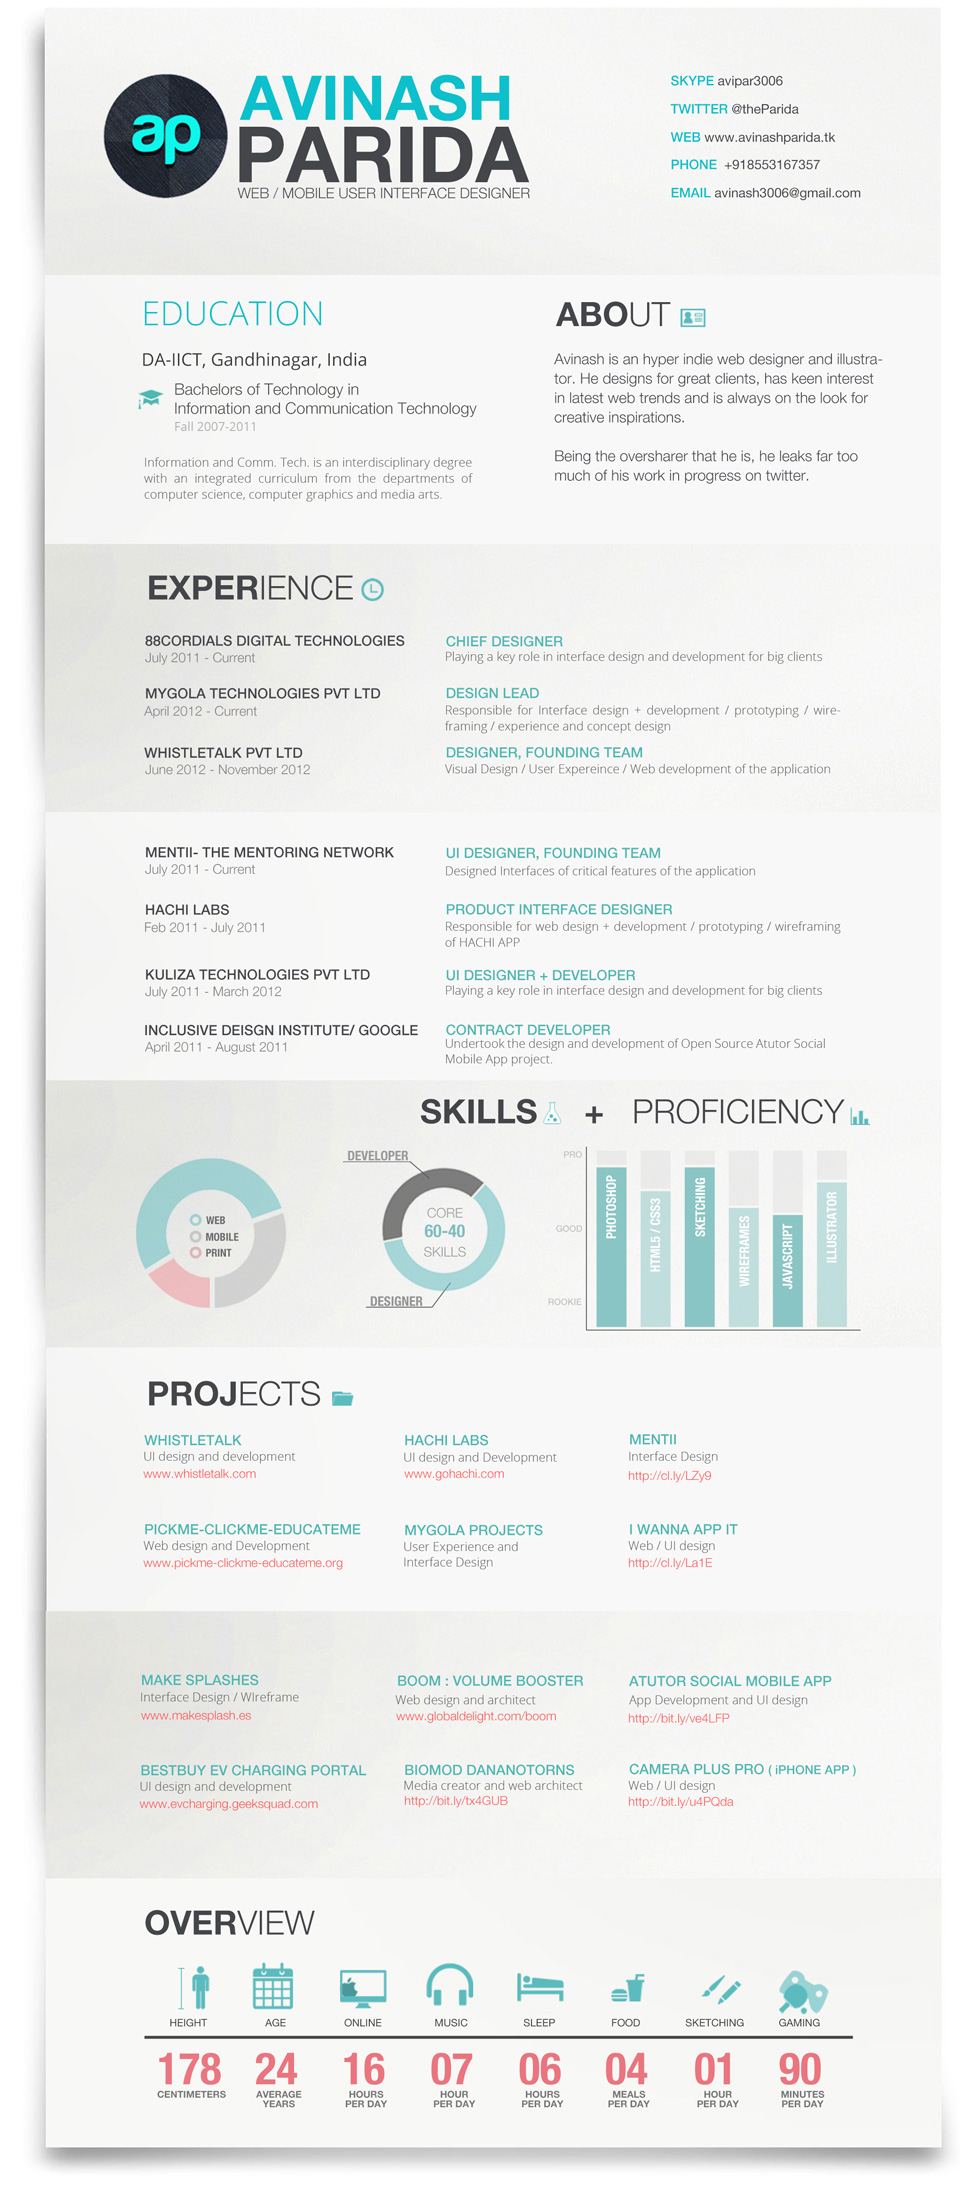 ap
AVINASH
PARIDA
WEB / MOBILE USER INTERFACE DESIGNER
SKYPE avipar3006
TWITTER @theParida
WEB www.avinashparida.tk
PHONE +918553167357
EMAIL avinash3006@gmail.com
EDUCATION
DA-IICT, Gandhinagar, India
Bachelors of Technology in
Information and Communication Technology
Fall 2007-2011
Information and Comm. Tech. is an interdisciplinary degree
with an integrated curriculum from the departments of
computer science, computer graphics and media arts.
ABOUT
Avinash is an hyper indie web designer and illustra-
tor. He designs for great clients, has keen interest
in latest web trends and is always on the look for
creative inspirations.
Being the oversharer that he is, he leaks far too
much of his work in progress on twitter.
EXPERIENCE
88CORDIALS DIGITAL TECHNOLOGIES
July 2011 - Current
CHIEF DESIGNER
Playing a key role in interface design and development for big clients
MYGOLA TECHNOLOGIES PVT LTD
April 2012 - Current
DESIGN LEAD
Responsible for Interface design + development / prototyping / wire-
framing / experience and concept design
WHISTLETALK PVT LTD
June 2012 - November 2012
DESIGNER, FOUNDING TEAM
Visual Design / User Expereince / Web development of the application
MENTII- THE MENTORING NETWORK
July 2011 - Current
UI DESIGNER, FOUNDING TEAM
Designed Interfaces of critical features of the application
HACHI LABS
Feb 2011 - July 2011
PRODUCT INTERFACE DESIGNER
Responsible for web design + development / prototyping / wireframing
of HACHI APP
KULIZA TECHNOLOGIES PVT LTD
July 2011 - March 2012
UI DESIGNER + DEVELOPER
Playing a key role in interface design and development for big clients
INCLUSIVE DEISGN INSTITUTE/ GOOGLE
April 2011 - August 2011
CONTRACT DEVELOPER
Undertook the design and development of Open Source Atutor Social
Mobile App project.
SKILLS + PROFICIENCY
WEB
MOBILE
PRINT
DEVELOPER
CORE
60-40
SKILLS
DESIGNER
PRO
GOOD
ROOKIE
PHOTOSHOP
HTML5 / CSS3
SKETCHING
WIREFRAMES
JAVASCRIPT
ILLUSTRATOR
PROJECTS
WHISTLETALK
UI design and development
www.whistletalk.com
HACHI LABS
UI design and Development
www.gohachi.com
MENTII
Interface Design
http://cl.ly/LZy9
PICKME-CLICKME-EDUCATEME
Web design and Development
www.pickme-clickme-educateme.org
MYGOLA PROJECTS
User Experience and
Interface Design
I WANNA APP IT
Web / UI design
http://cl.ly/La1E
MAKE SPLASHES
Interface Design / WIreframe
www.makesplash.es
BOOM : VOLUME BOOSTER
Web design and architect
www.globaldelight.com/boom
ATUTOR SOCIAL MOBILE APP
App Development and UI design
http://bit.ly/ve4LFP
BESTBUY EV CHARGING PORTAL
UI design and development
www.evcharging.geeksquad.com
BIOMOD DANANOTORNS
Media creator and web architect
http://bit.ly/tx4GUB
CAMERA PLUS PRO ( iPHONE APP )
Web / UI design
http://bit.ly/u4PQda
OVERVIEW
HEIGHT AGE ONLINE MUSIC SLEEP FOOD SKETCHING GAMING
178 24 16 07 06 04 01 90
CENTIMETERS AVERAGE HOURS HOUR HOURS MEALS HOUR MINUTES
YEARS PER DAY PER DAY PER DAY PER DAY PER DAY PER DAY